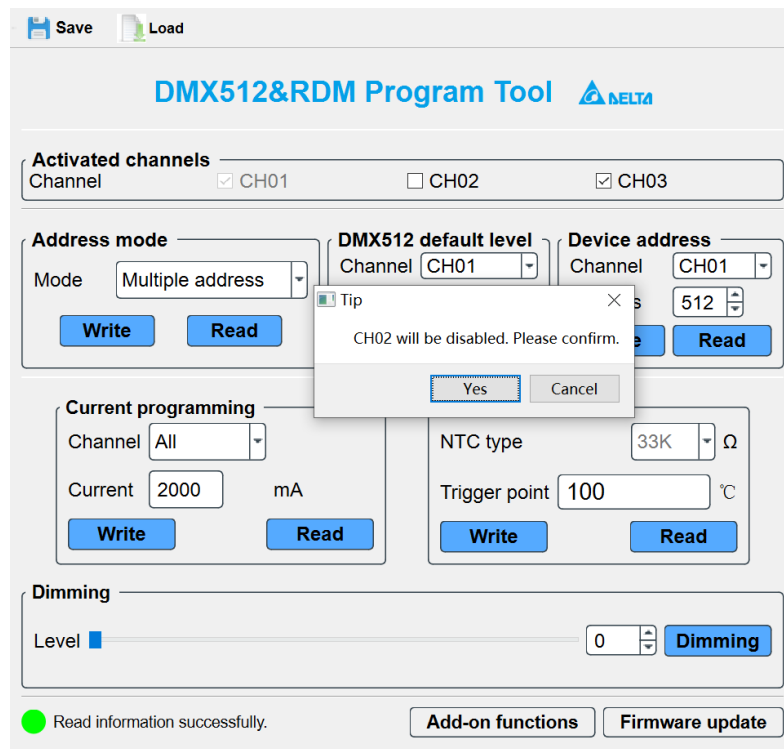 Save Load
DMX512&RDM Program Tool DELTA
Activated channels
Channel CH01 CH02 CH03
Address mode
Mode Multiple address
Write Read
DMX512 default level
Channel CH01
Device address
Channel CH01
s 512
e Read
Tip
CH02 will be disabled. Please confirm.
Yes Cancel
Current programming
Channel All
Current 2000 mA
Write Read
NTC type 33K Ω
Trigger point 100 ℃
Write Read
Dimming
Level 0 Dimming
Read information successfully. Add-on functions Firmware update